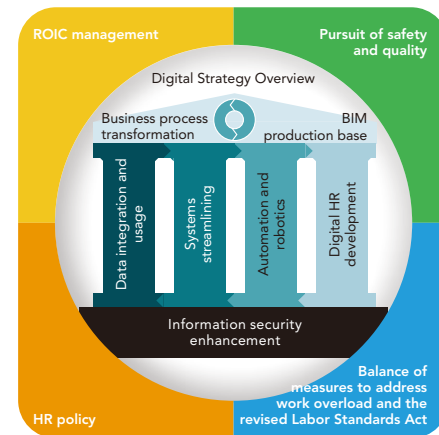 ROIC management
Pursuit of safety
and quality
Digital Strategy Overview
Business process
transformation
BIM
production base
Data integration and
usage
Systems
streamlining
Automation and
robotics
Digital HR
development
Information security
enhancement
HR policy
Balance of
measures to address
work overload and the
revised Labor Standards Act